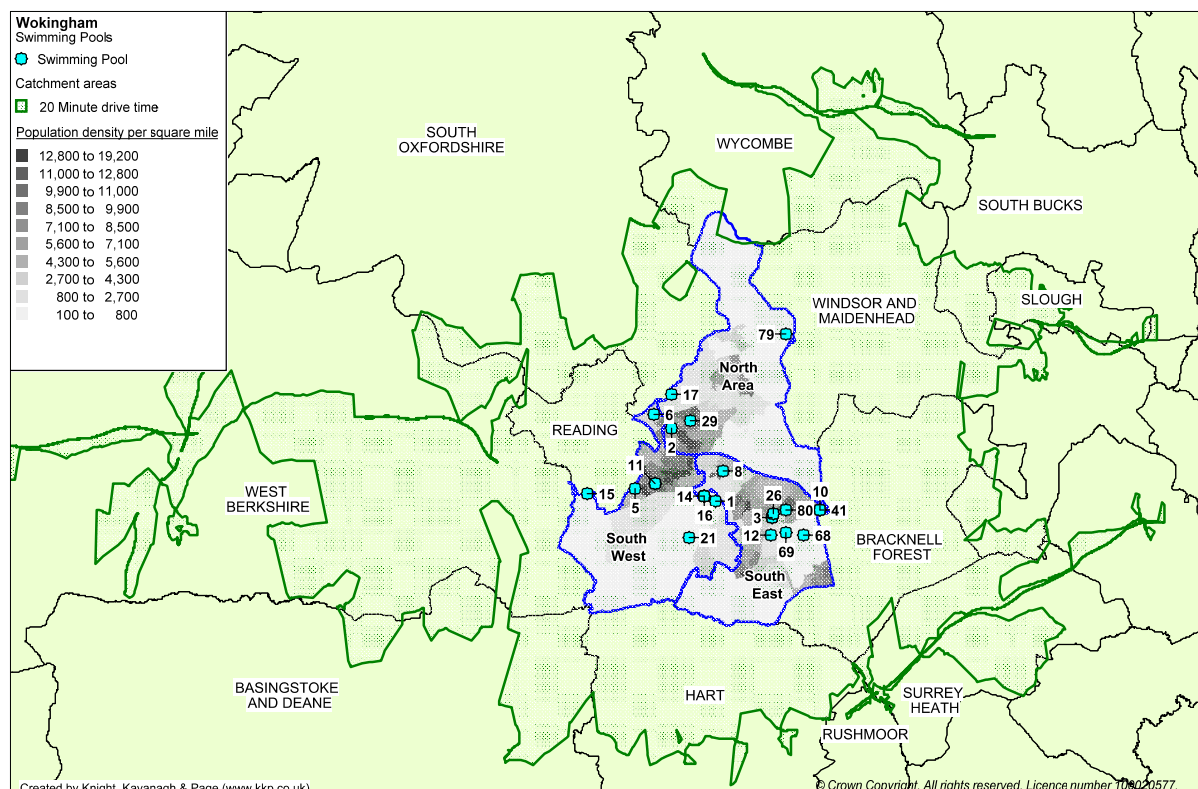 Wokingham
Swimming Pools
Swimming Pool
Catchment areas
20 Minute drive time
Population density per square mile
12,800 to 19,200
11,000 to 12,800
9,900 to 11,000
8,500 to 9,900
7,100 to 8,500
5,600 to 7,100
4,300 to 5,600
2,700 to 4,300
800 to 2,700
100 to 800
SOUTH
OXFORDSHIRE
WYCOMBE
SOUTH BUCKS
WINDSOR AND
MAIDENHEAD
SLOUGH
79
North
Area
17
6
29
READING
2
11
8
15
5
14
1
16
26
10
3
80
41
WEST
BERKSHIRE
12
68
69
21
South
West
BRACKNELL
FOREST
South
East
BASINGSTOKE
AND DEANE
HART
SURREY
HEATH
RUSHMOOR
Created by Knight, Kavanagh & Page (www.kkp.co.uk)
© Crown Copyright. All rights reserved. Licence number 100020577.